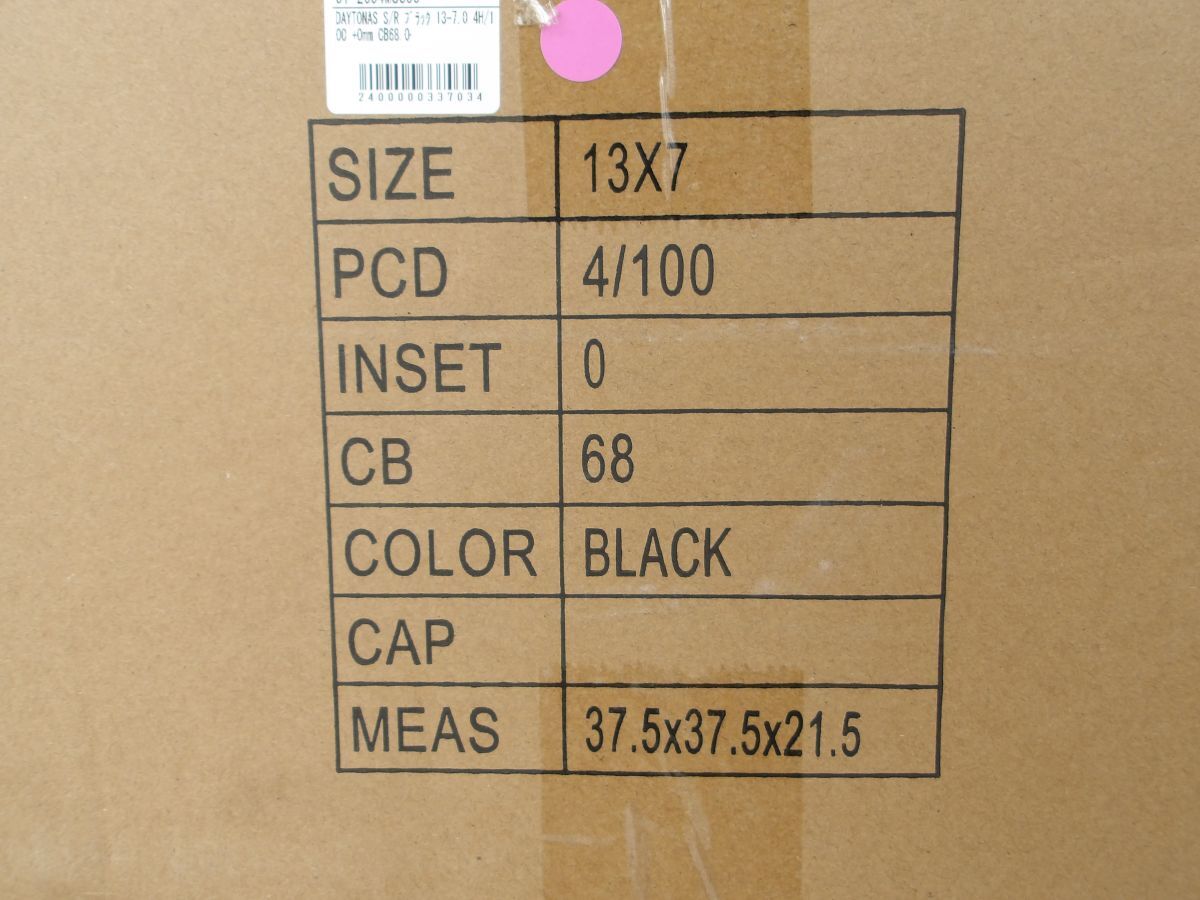 DAYTONAS S/R ブラック 13-7.0 4H/1
00 +0mm CB68.0
2400000337034
SIZE 13X7
PCD 4/100
INSET 0
CB 68
COLOR BLACK
CAP
MEAS 37.5x37.5x21.5